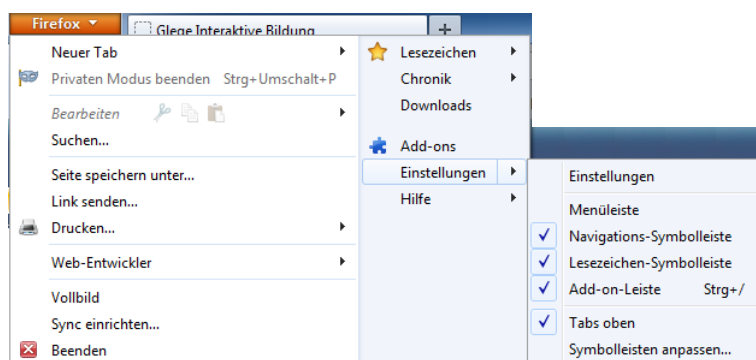 Firefox
Glege Interaktive Bildung
Neuer Tab
Privaten Modus beenden Strg+Umschalt+P
Bearbeiten
Suchen...
Seite speichern unter...
Link senden...
Drucken...
Web-Entwickler
Vollbild
Sync einrichten...
Beenden
Lesezeichen
Chronik
Downloads
Add-ons
Einstellungen
Hilfe
Einstellungen
Menüleiste
Navigations-Symbolleiste
Lesezeichen-Symbolleiste
Add-on-Leiste Strg+/
Tabs oben
Symbolleisten anpassen...